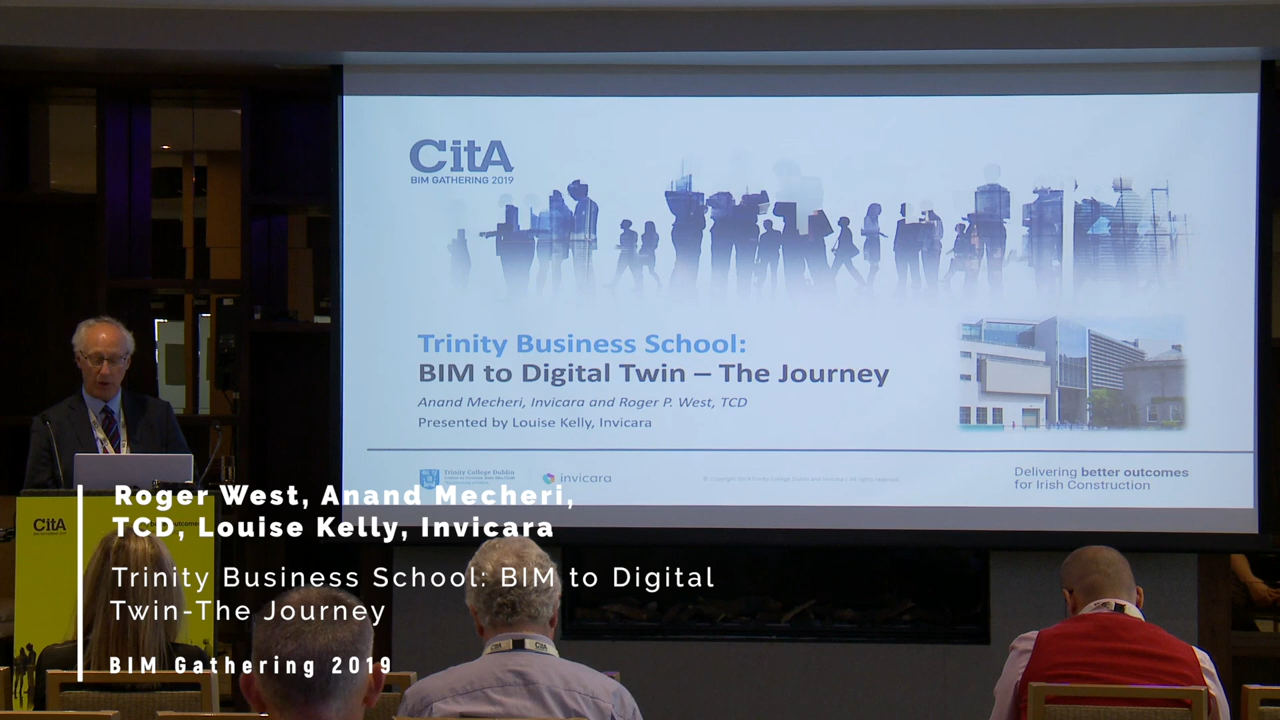 CitA
BIM GATHERING 2019
Trinity Business School:
BIM to Digital Twin – The Journey
Anand Mecheri, Invicara and Roger P. West, TCD
Presented by Louise Kelly, Invicara
Trinity College Dublin
invicara
Delivering better outcomes
for Irish Construction
CitA
Roger West, Anand Mecheri,
TCD, Louise Kelly, Invicara
Trinity Business School: BIM to Digital
Twin-The Journey
BIM Gathering 2019